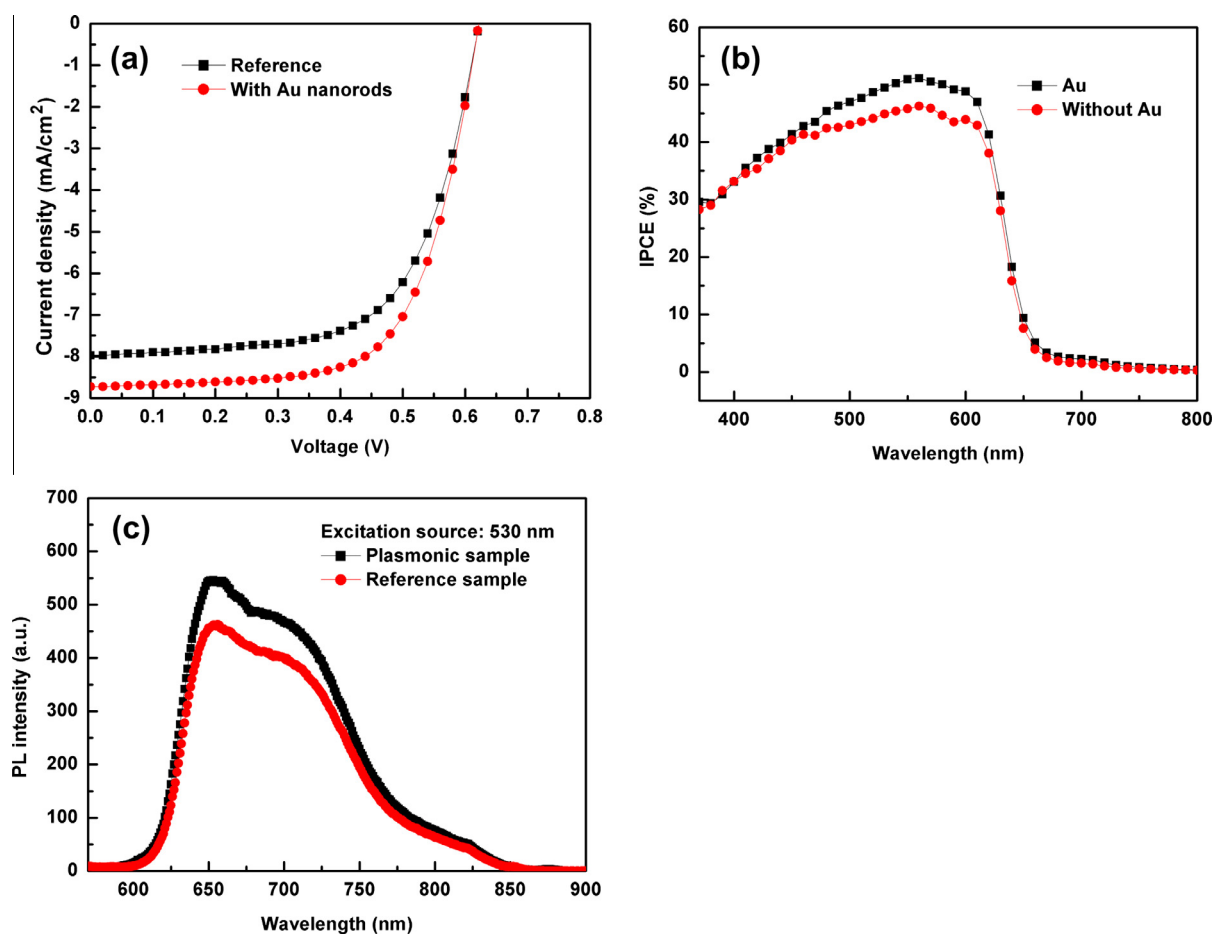 (a)
Reference
With Au nanorods
0
-1
-2
-3
-4
-5
-6
-7
-8
-9
Current density (mA/cm²)
0.0 0.1 0.2 0.3 0.4 0.5 0.6 0.7 0.8
Voltage (V)
(b)
Au
Without Au
60
50
40
30
20
10
0
IPCE (%)
400 500 600 700 800
Wavelength (nm)
(c)
Excitation source: 530 nm
Plasmonic sample
Reference sample
700
600
500
400
300
200
100
0
PL intensity (a.u.)
600 650 700 750 800 850 900
Wavelength (nm)